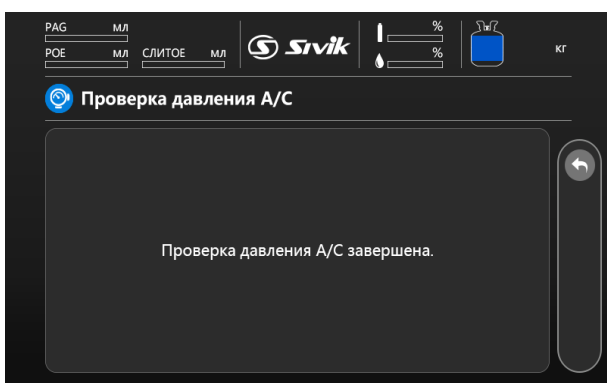 PAG мл
POE мл СЛИТОЕ мл
Sivik
%
%
кг
Проверка давления А/С
Проверка давления А/С завершена.